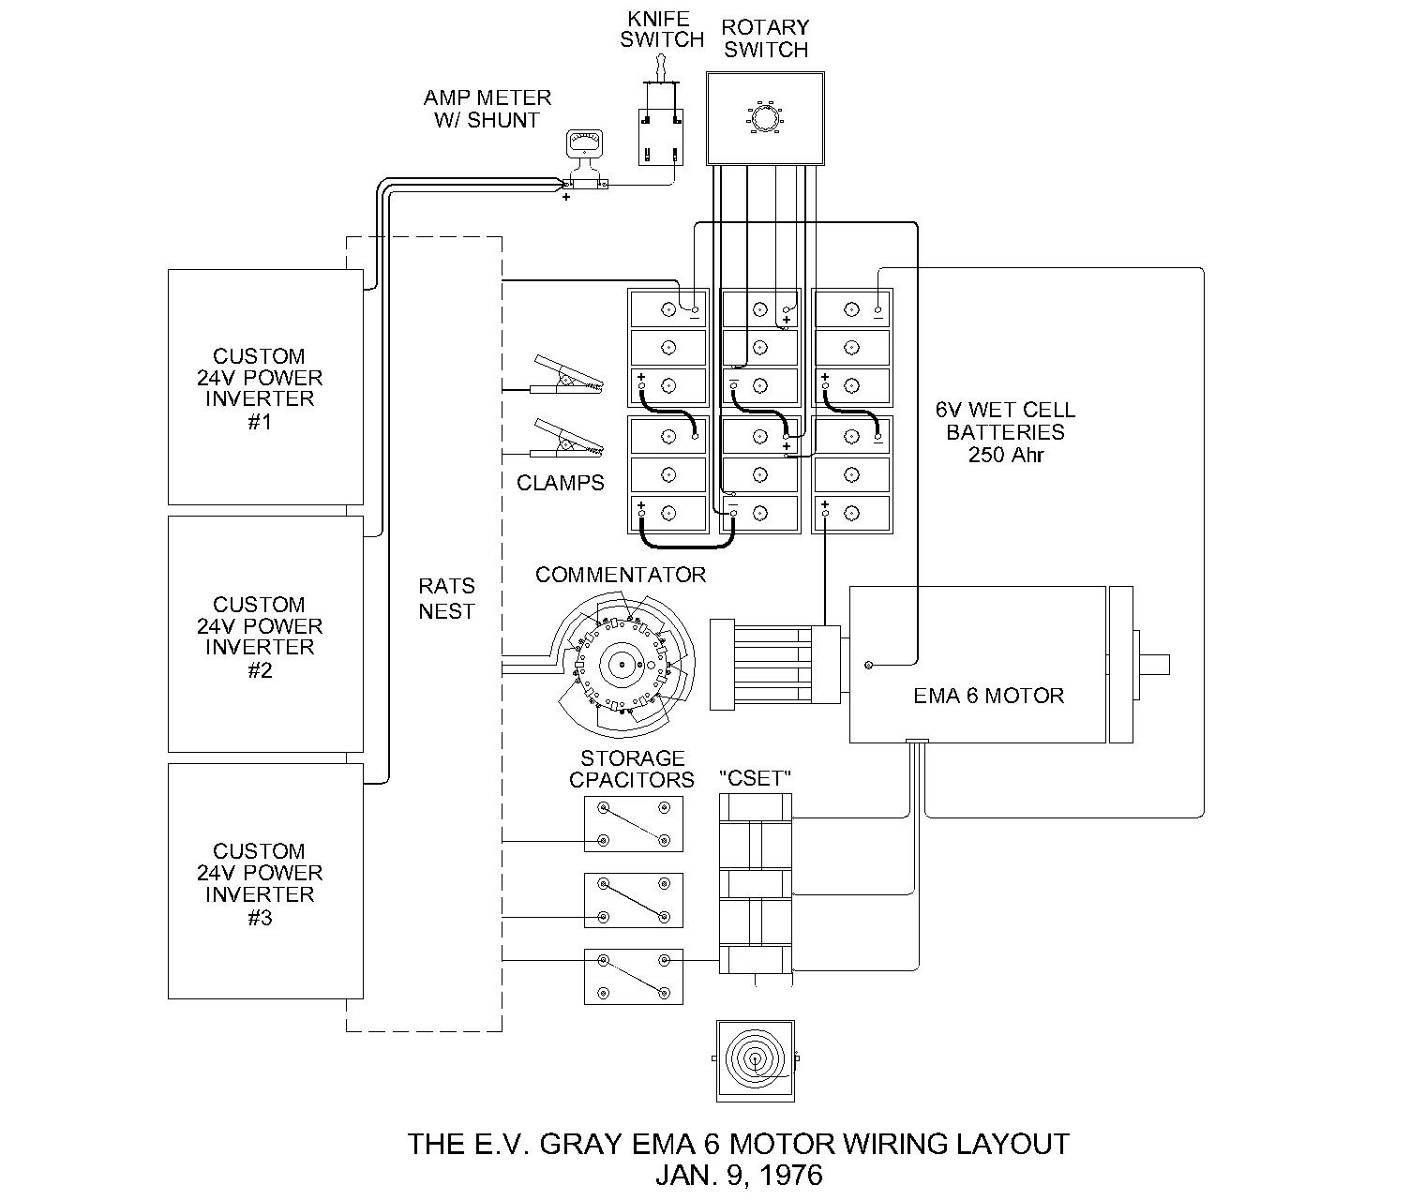 KNIFE
SWITCH
ROTARY
SWITCH
AMP METER
W/ SHUNT
+
CUSTOM
24V POWER
INVERTER
#1
CUSTOM
24V POWER
INVERTER
#2
CUSTOM
24V POWER
INVERTER
#3
RATS
NEST
CLAMPS
– + –
+ – +
+ –
+ – +
6V WET CELL
BATTERIES
250 Ahr
COMMENTATOR
EMA 6 MOTOR
STORAGE
CPACITORS
"CSET"
THE E.V. GRAY EMA 6 MOTOR WIRING LAYOUT
JAN. 9, 1976